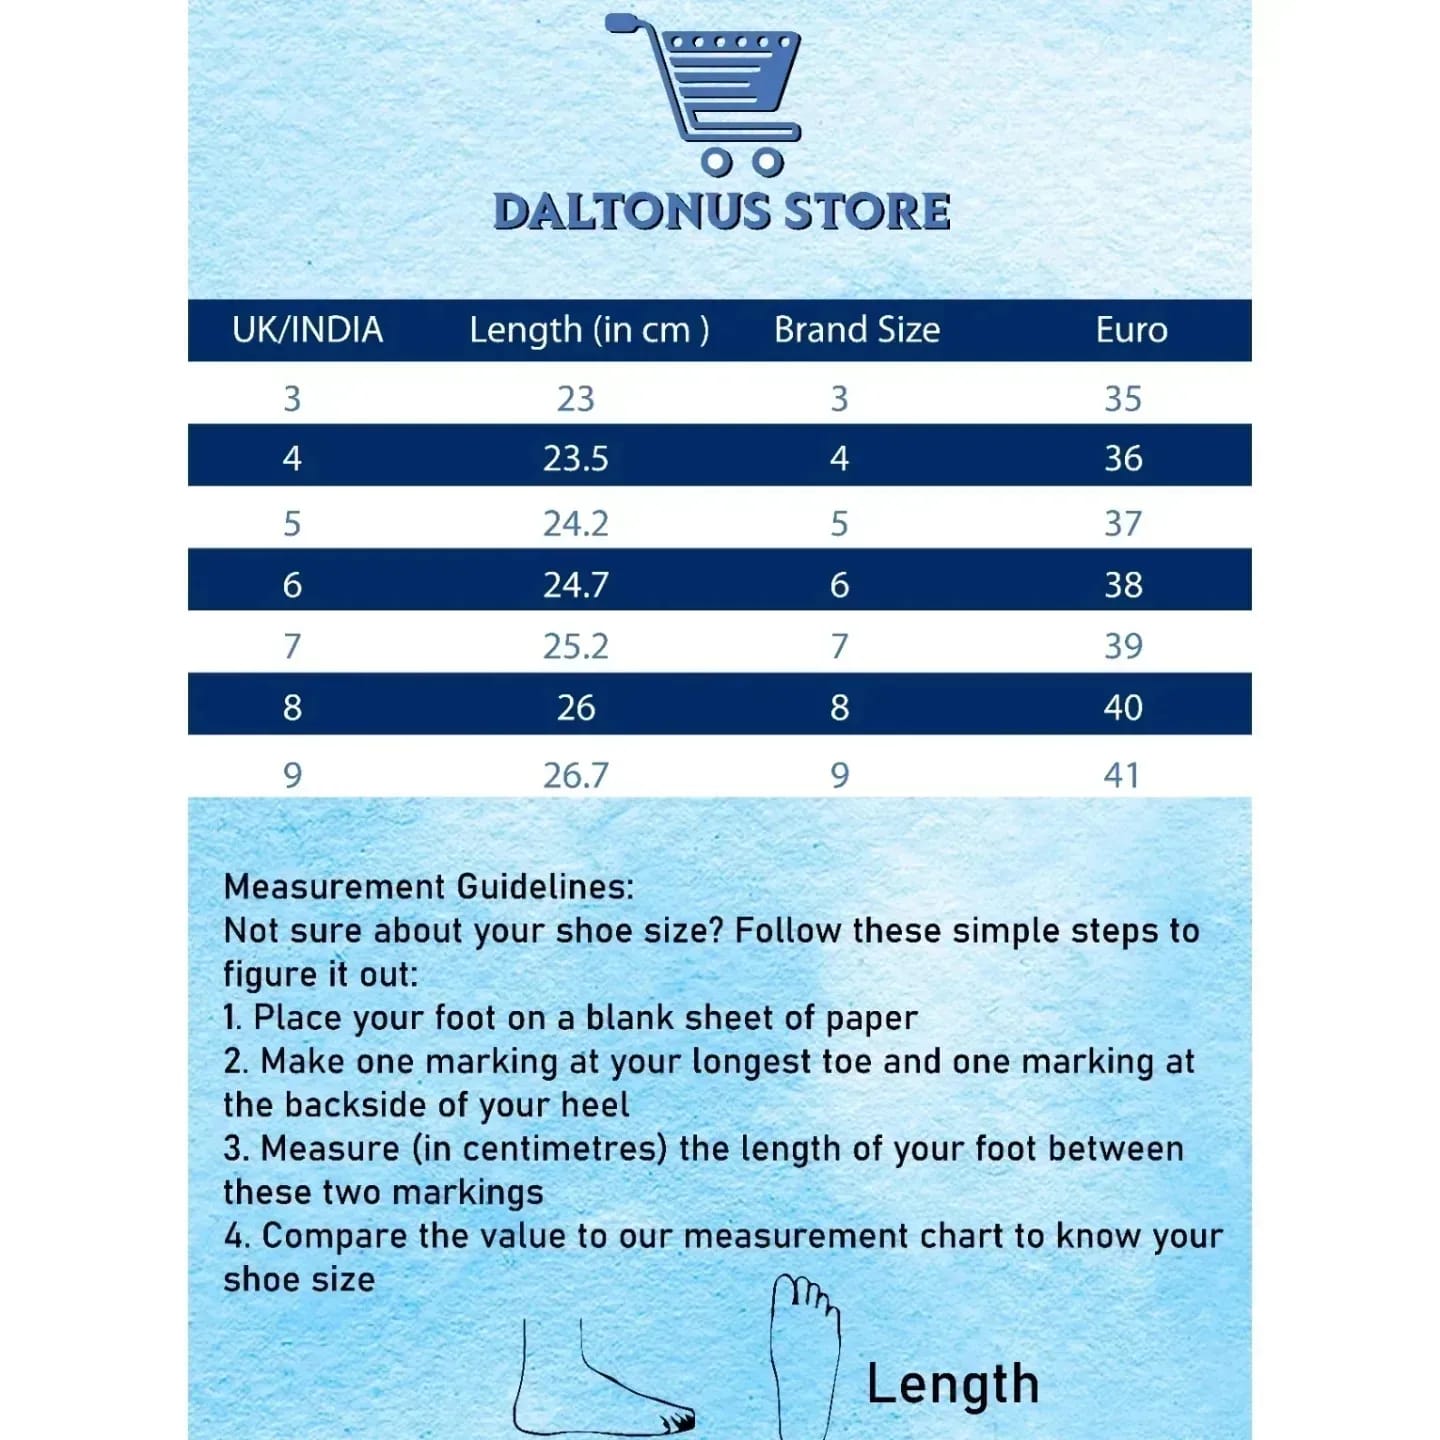 DALTONUS STORE
UK/INDIA Length (in cm ) Brand Size Euro
3 23 3 35
4 23.5 4 36
5 24.2 5 37
6 24.7 6 38
7 25.2 7 39
8 26 8 40
9 26.7 9 41
Measurement Guidelines:
Not sure about your shoe size? Follow these simple steps to
figure it out:
1. Place your foot on a blank sheet of paper
2. Make one marking at your longest toe and one marking at
the backside of your heel
3. Measure (in centimetres) the length of your foot between
these two markings
4. Compare the value to our measurement chart to know your
shoe size
Length